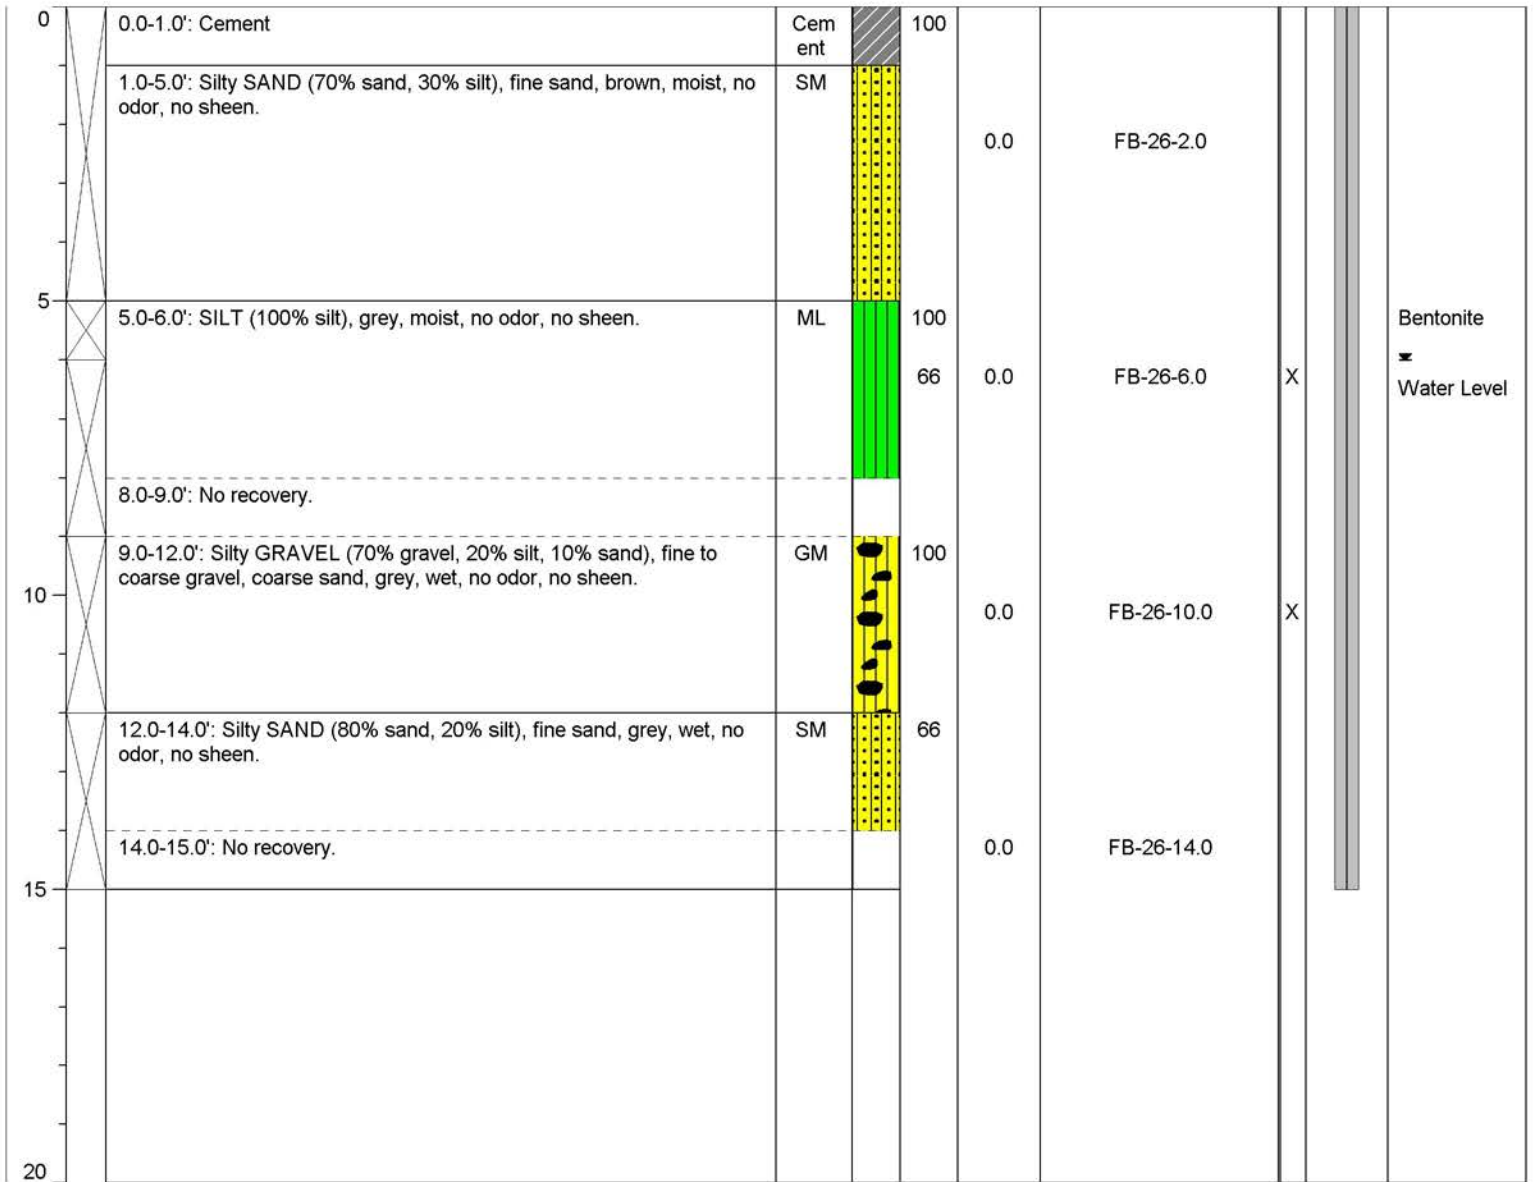 0
0.0-1.0': Cement
Cem
ent
100
1.0-5.0': Silty SAND (70% sand, 30% silt), fine sand, brown, moist, no
odor, no sheen.
SM
0.0
FB-26-2.0
5
5.0-6.0': SILT (100% silt), grey, moist, no odor, no sheen.
ML
100
Bentonite
66
0.0
FB-26-6.0
X
Water Level
8.0-9.0': No recovery.
9.0-12.0': Silty GRAVEL (70% gravel, 20% silt, 10% sand), fine to
coarse gravel, coarse sand, grey, wet, no odor, no sheen.
GM
100
10
0.0
FB-26-10.0
X
12.0-14.0': Silty SAND (80% sand, 20% silt), fine sand, grey, wet, no
odor, no sheen.
SM
66
14.0-15.0': No recovery.
0.0
FB-26-14.0
15
20